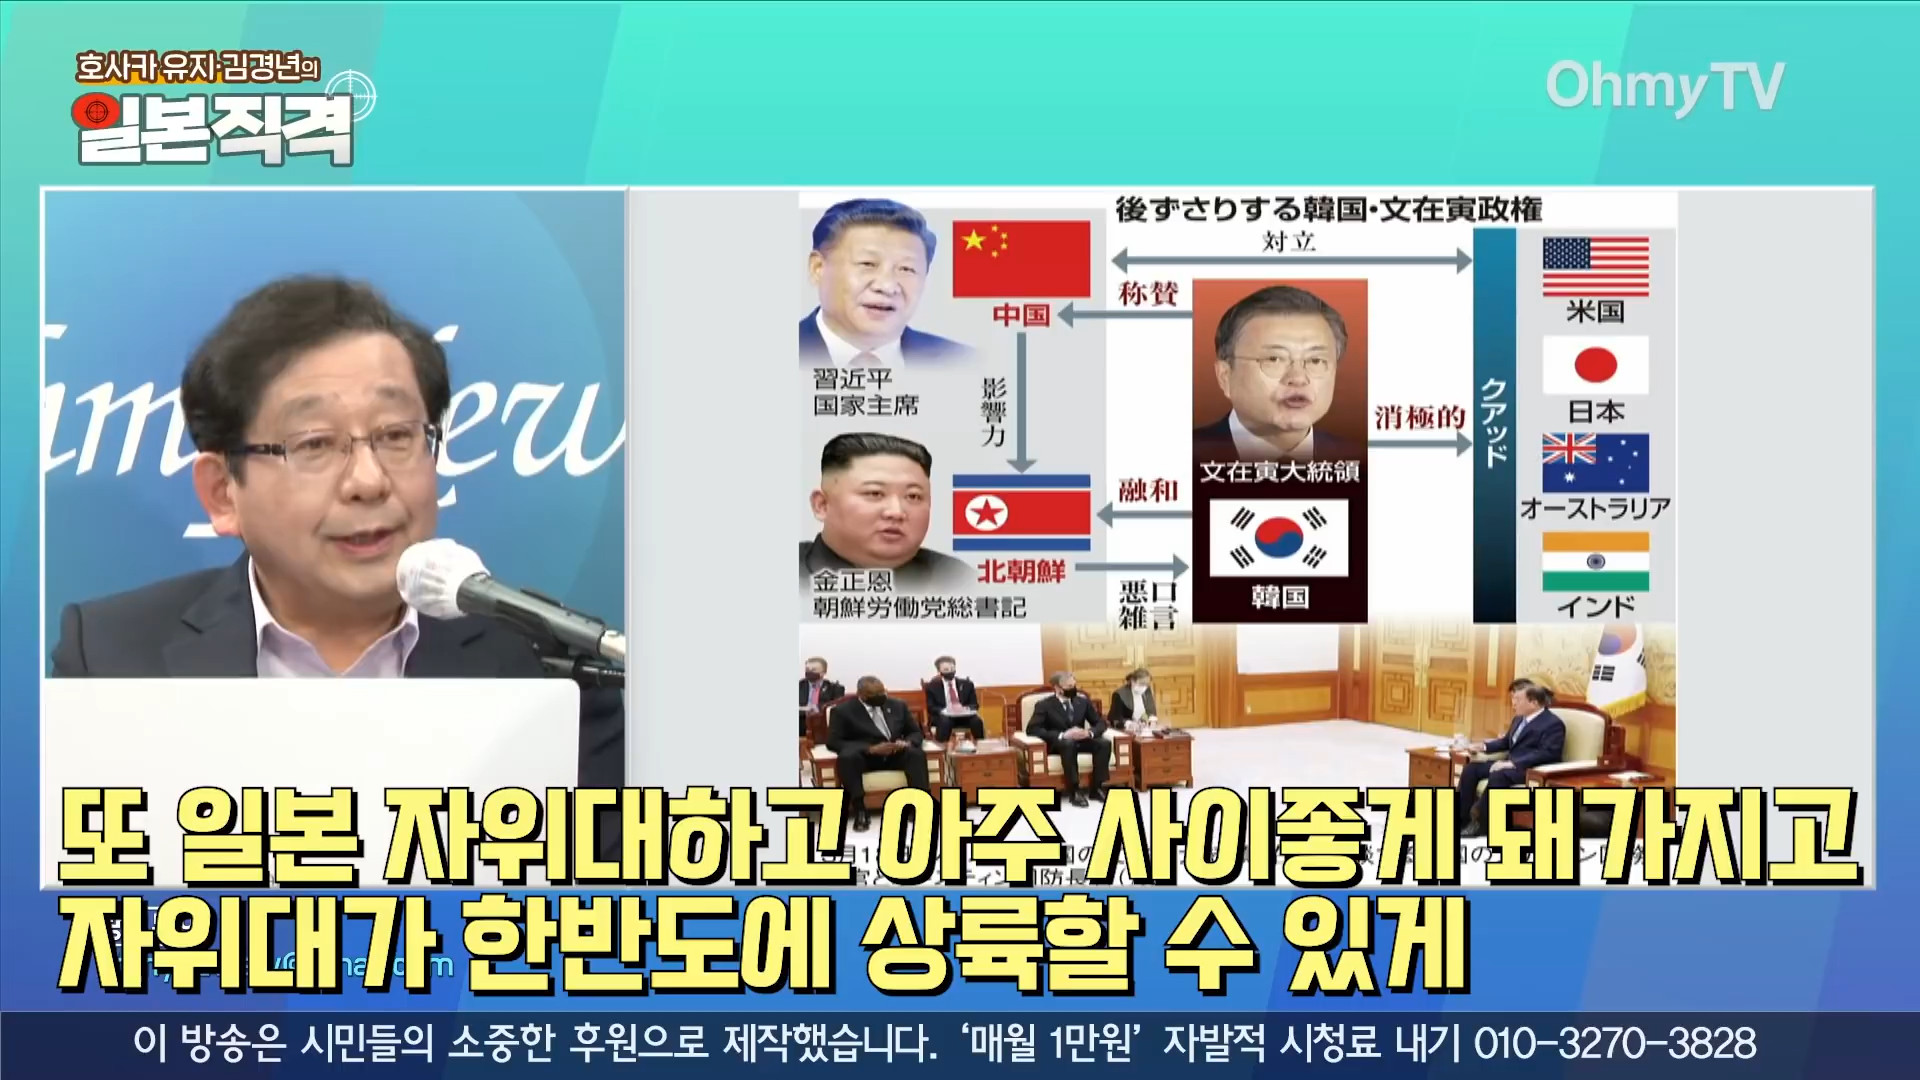 호사카 유지·김경년의
일본 직격
OhmyTV
後ずさりする韓国・文在寅政権
対立
称賛
中国
米国
習近平
国家主席
影響力
日本
クアッド
消極的
文在寅大統領
融和
オーストラリア
金正恩
朝鮮労働党総書記
北朝鮮
悪口
雑言
韓国
インド
또 일본 자위대하고 아주 사이좋게 돼가지고
자위대가 한반도에 상륙할 수 있게
이 방송은 시민들의 소중한 후원으로 제작했습니다. ‘매월 1만원’ 자발적 시청료 내기 010-3270-3828